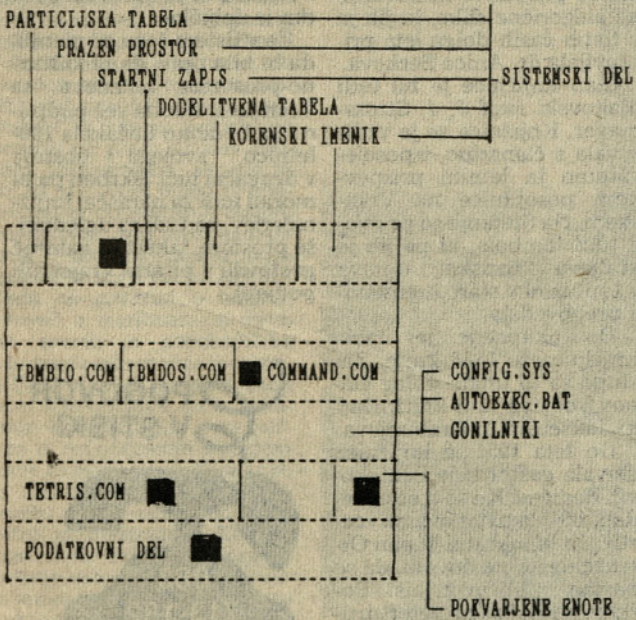 PARTICIJSKA TABELA
PRAZEN PROSTOR
STARTNI ZAPIS
SISTEMSKI DEL
DODELITVENA TABELA
KORENSKI IMENIK
IBMBIO.COM IBMDOS.COM COMMAND.COM
CONFIG.SYS
AUTOEXEC.BAT
GONILNIKI
TETRIS.COM
PODATKOVNI DEL
POKVARJENE ENOTE